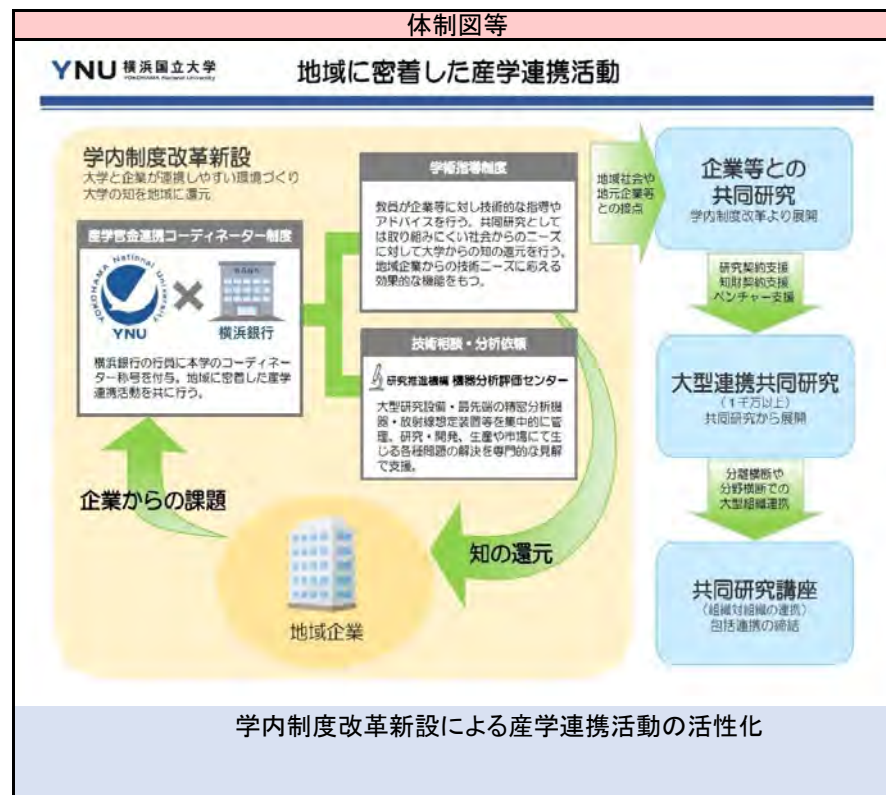 体制図等
YNU 横浜国立大学
YOKOHAMA National University
地域に密着した産学連携活動
学内制度改革新設
大学と企業が連携しやすい環境づくり
大学の知を地域に還元
産学官金連携コーディネーター制度
YOKOHAMA National University
YNU
横浜銀行
横浜銀行の行員に本学のコーディネー
ター称号を付与。地域に密着した産学
連携活動を共に行う。
学術指導制度
教員が企業等に対し技術的な指導や
アドバイスを行う。共同研究として
は取り組みにくい社会からのニーズ
に対して大学からの知の還元を行う。
地域企業からの技術ニーズに応える
効果的な機能をもつ。
技術相談・分析依頼
研究推進機構 機器分析評価センター
大型研究設備・最先端の精密分析機
器・放射線想定装置等を集中的に管
理。研究・開発、生産や市場にて生
じる各種問題の解決を専門的な見解
で支援。
企業からの課題
知の還元
地域企業
地域社会や
地元企業等
との接点
企業等との
共同研究
学内制度改革より展開
研究契約支援
知財契約支援
ベンチャー支援
大型連携共同研究
(1千万以上)
共同研究から展開
分離横断や
分野横断での
大型組織連携
共同研究講座
(組織対組織の連携)
包括連携の締結
学内制度改革新設による産学連携活動の活性化